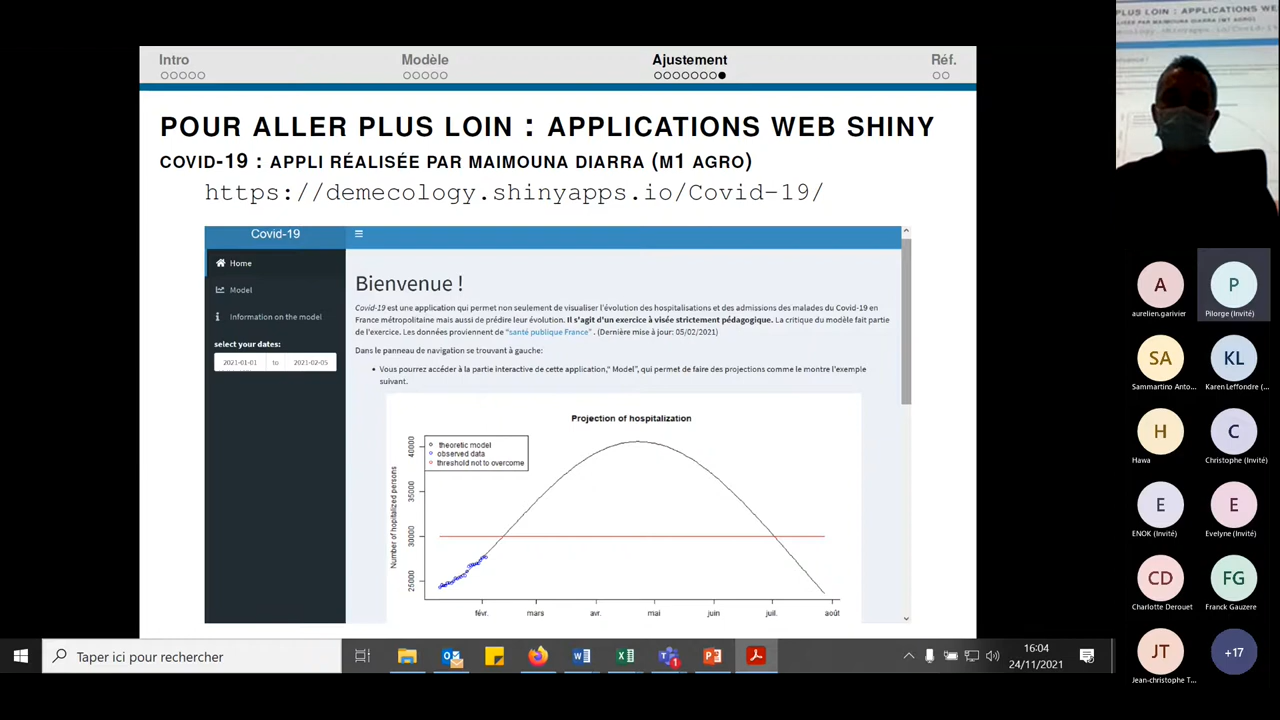 Intro
Modèle
Ajustement
Réf.
POUR ALLER PLUS LOIN : APPLICATIONS WEB SHINY
COVID-19 : APPLI RÉALISÉE PAR MAIMOUNA DIARRA (M1 AGRO)
https://demecology.shinyapps.io/Covid-19/
Covid-19
Home
Model
Information on the model
select your dates:
2021-01-01 to 2021-02-05
Bienvenue !
Covid-19 est une application qui permet non seulement de visualiser l'évolution des hospitalisations et des admissions des malades du Covid-19 en
France métropolitaine mais aussi de prédire leur évolution. Il s'agit d'un exercice à visée strictement pédagogique. La critique du modèle fait partie
de l'exercice. Les données proviennent de "santé publique France" . (Dernière mise à jour: 05/02/2021)
Dans le panneau de navigation se trouvant à gauche:
Vous pourrez accéder à la partie interactive de cette application," Model", qui permet de faire des projections comme le montre l'exemple
suivant.
Projection of hospitalization
theoretic model
observed data
threshold not to overcome
Number of hopitalized persons
40000
35000
30000
25000
févr. mars avr. mai juin juil. août
Taper ici pour rechercher
1
16:04
24/11/2021
PLUS LOIN : APPLICATIONS WE
A
aurelien.garivier
P
Pilorge (Invité)
SA
Sammartino Anto...
KL
Karen Leffondre (...
H
Hawa
C
Christophe (Invité)
E
ENOK (Invité)
E
Evelyne (Invité)
CD
Charlotte Derouet
FG
Franck Gauzere
JT
Jean-christophe T...
+17